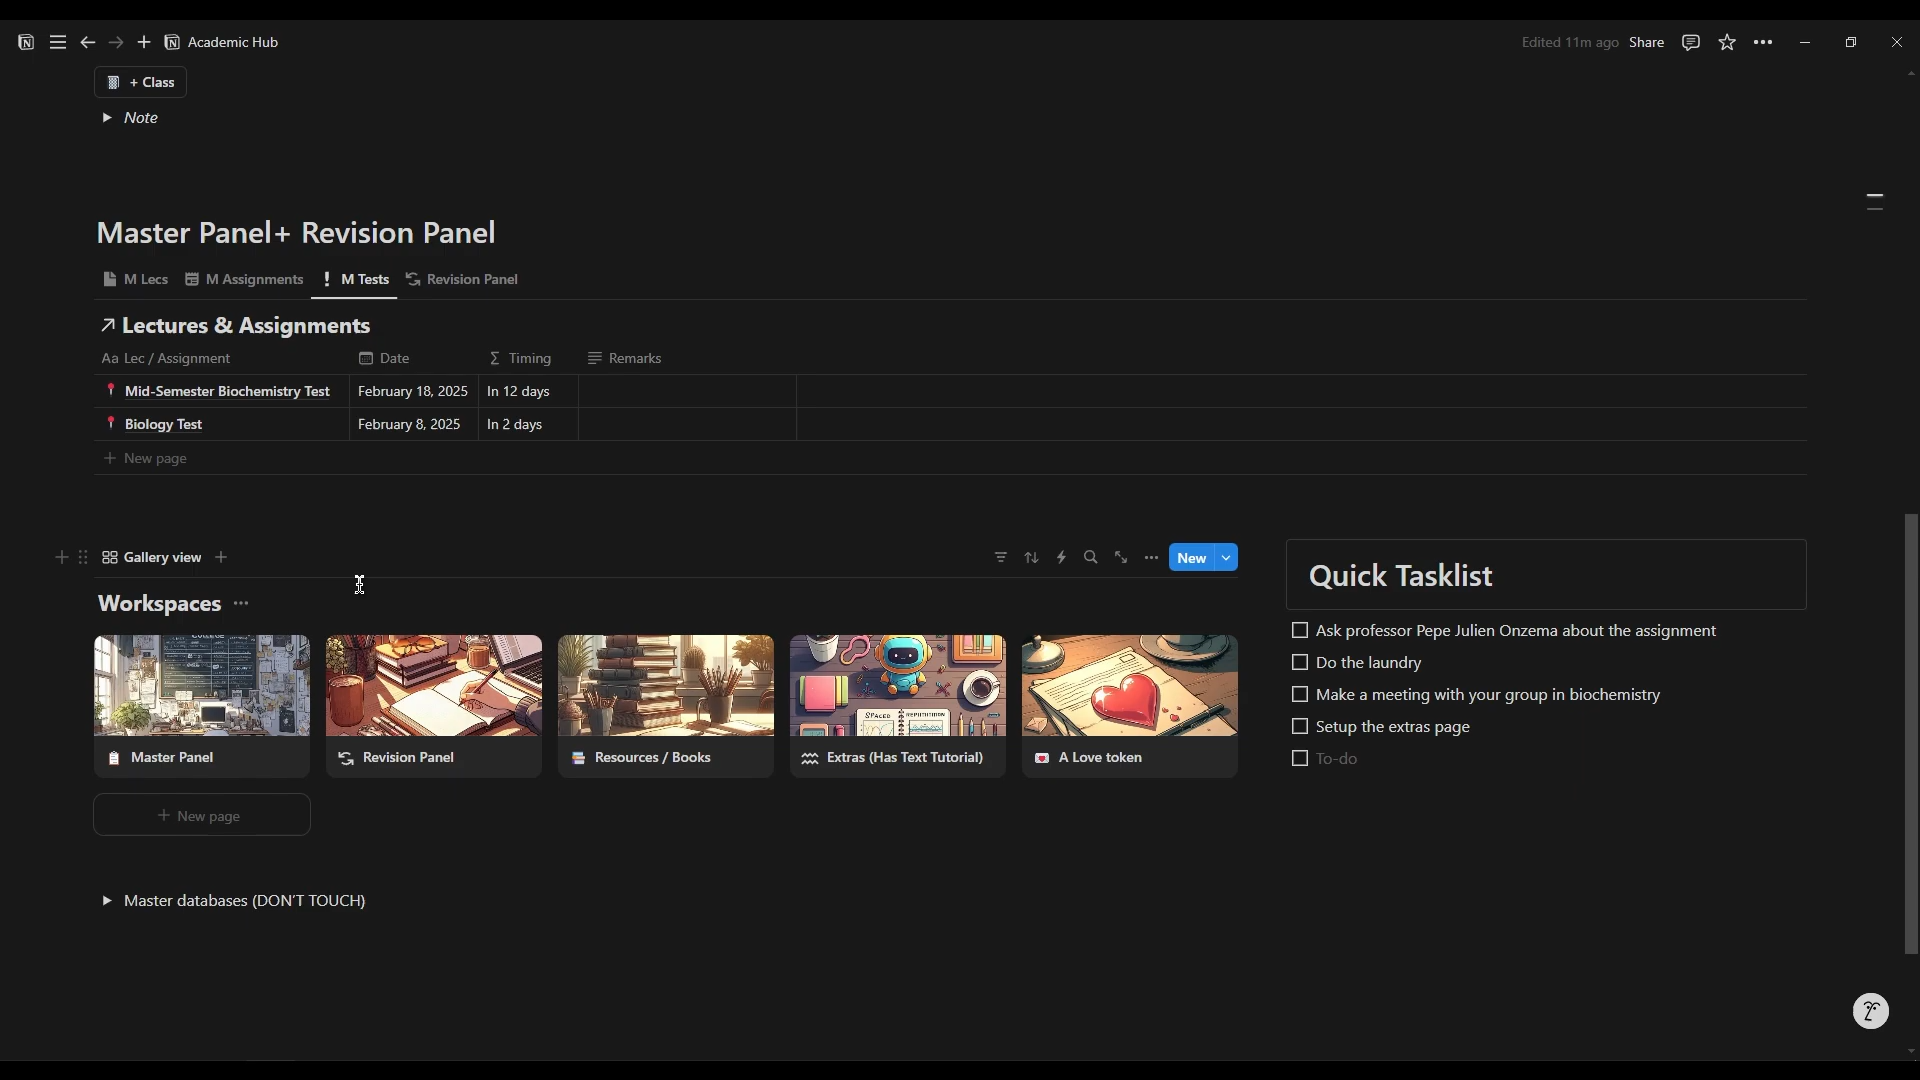 Academic Hub
Edited 11m ago Share
+ Class
Note
Master Panel+ Revision Panel
M Lecs M Assignments M Tests Revision Panel
Lectures & Assignments
Aa Lec / Assignment Date Σ Timing Remarks
Mid-Semester Biochemistry Test February 18, 2025 In 12 days
Biology Test February 8, 2025 In 2 days
+ New page
Gallery view
New
Workspaces
COLLEGE
SPACED REPUTITITION
Master Panel
Revision Panel
Resources / Books
Extras (Has Text Tutorial)
A Love token
+ New page
Quick Tasklist
Ask professor Pepe Julien Onzema about the assignment
Do the laundry
Make a meeting with your group in biochemistry
Setup the extras page
To-do
Master databases (DON'T TOUCH)